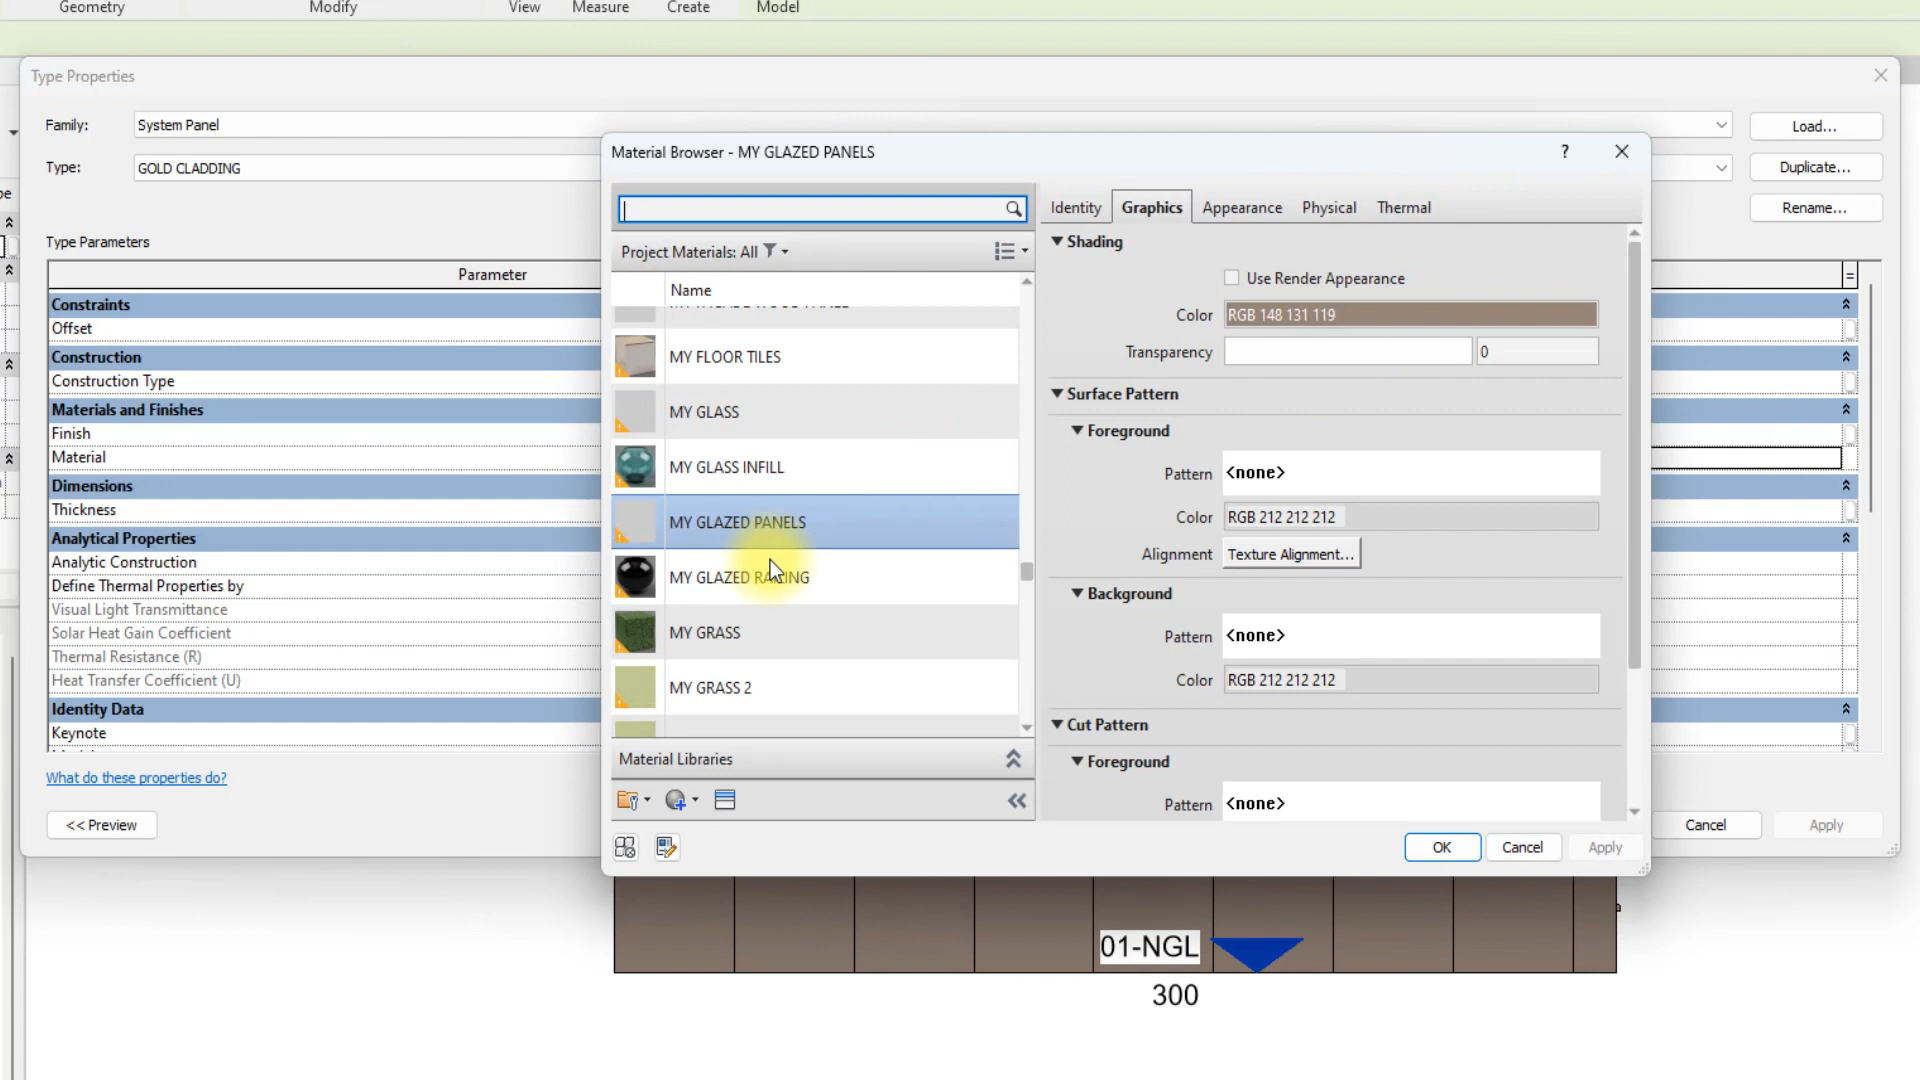 Geometry
Modify
View
Measure
Create
Model
Type Properties
Family:
System Panel
Load...
Type:
GOLD CLADDING
Duplicate...
Rename...
Type Parameters
Parameter
=
Constraints
Offset
Construction
Construction Type
Materials and Finishes
Finish
Material
Dimensions
Thickness
Analytical Properties
Analytic Construction
Define Thermal Properties by
Visual Light Transmittance
Solar Heat Gain Coefficient
Thermal Resistance (R)
Heat Transfer Coefficient (U)
Identity Data
Keynote
What do these properties do?
<< Preview
Cancel
Apply
Material Browser - MY GLAZED PANELS
?
Project Materials: All
Name
MY FLOOR TILES
MY GLASS
MY GLASS INFILL
MY GLAZED PANELS
MY GLAZED
MY GRASS
MY GRASS 2
Material Libraries
Identity
Graphics
Appearance
Physical
Thermal
Shading
Use Render Appearance
Color
RGB 148 131 119
Transparency
0
Surface Pattern
Foreground
Pattern
<none>
Color
RGB 212 212 212
Alignment
Texture Alignment...
Background
Pattern
<none>
Color
RGB 212 212 212
Cut Pattern
Foreground
Pattern
<none>
OK
Cancel
Apply
01-NGL
300